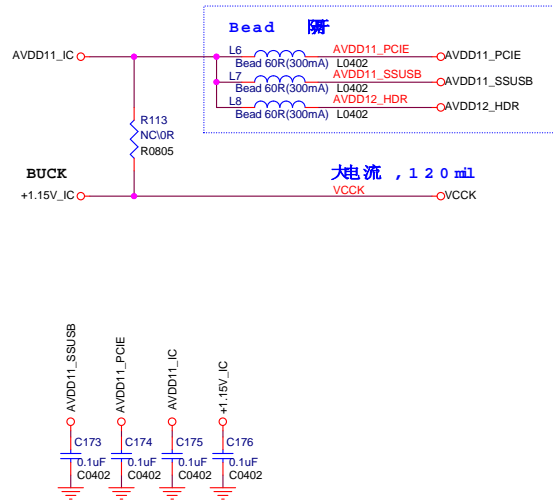 Bead
AVDD11_IC
L6
AVDD11_PCIE
AVDD11_PCIE
Bead 60R(300mA) L0402
L7
AVDD11_SSUSB
AVDD11_SSUSB
Bead 60R(300mA) L0402
L8
AVDD12_HDR
AVDD12_HDR
Bead 60R(300mA) L0402
R113
NC\0R
R0805
BUCK
大电流 ,120mil
+1.15V_IC
VCCK
VCCK
AVDD11_SSUSB
AVDD11_PCIE
AVDD11_IC
+1.15V_IC
C173
C174
C175
C176
0.1uF
0.1uF
0.1uF
0.1uF
C0402
C0402
C0402
C0402